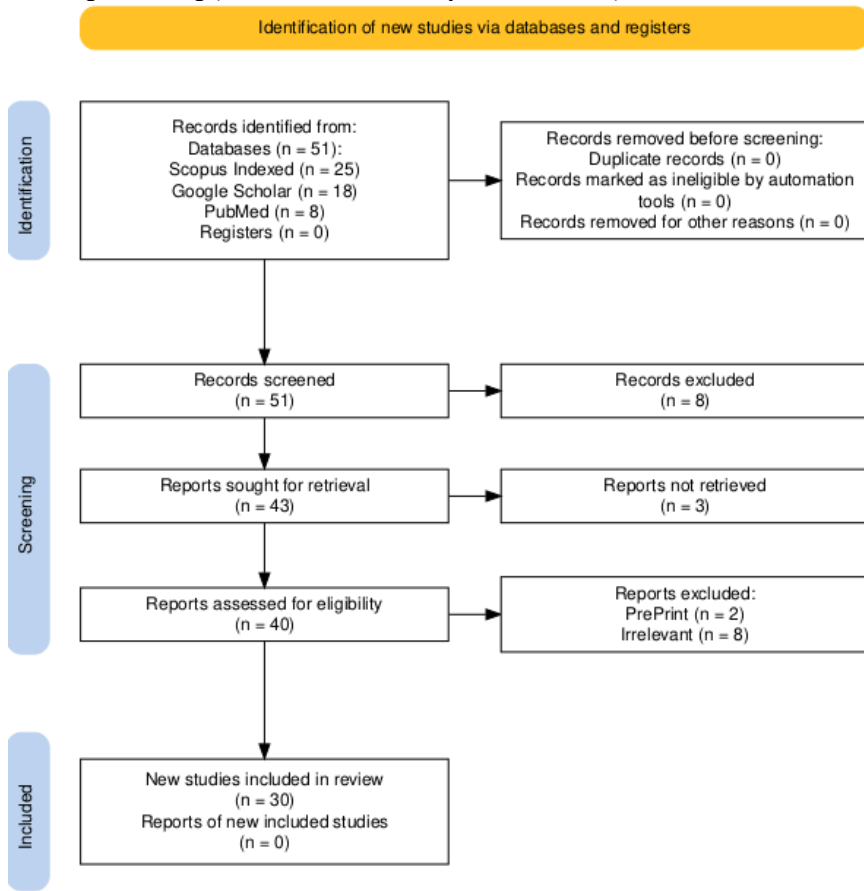 Identification of new studies via databases and registers
Identification
Records identified from:
Databases (n = 51):
Scopus Indexed (n = 25)
Google Scholar (n = 18)
PubMed (n = 8)
Registers (n = 0)
Records removed before screening:
Duplicate records (n = 0)
Records marked as ineligible by automation
tools (n = 0)
Records removed for other reasons (n = 0)
Screening
Records screened
(n = 51)
Records excluded
(n = 8)
Reports sought for retrieval
(n = 43)
Reports not retrieved
(n = 3)
Reports assessed for eligibility
(n = 40)
Reports excluded:
PrePrint (n = 2)
Irrelevant (n = 8)
Included
New studies included in review
(n = 30)
Reports of new included studies
(n = 0)